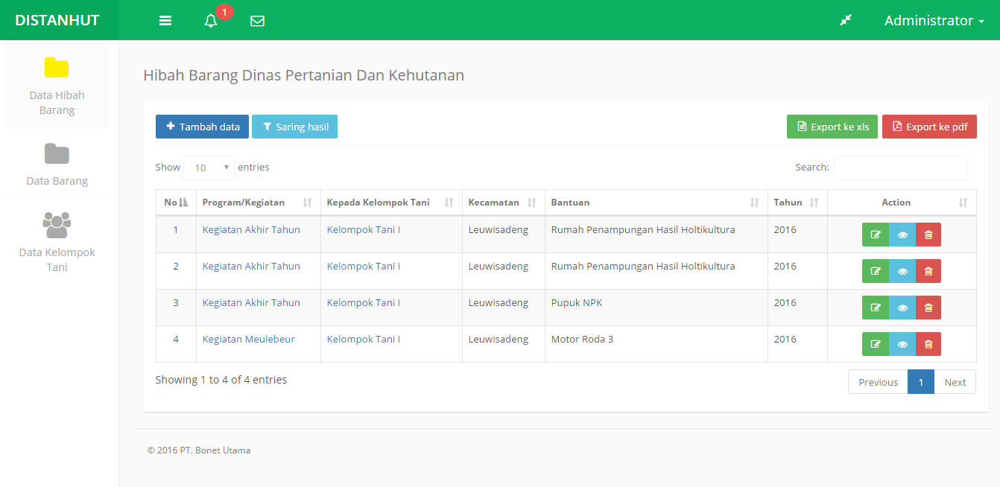 DISTANHUT
1
Administrator
Data Hibah
Barang
Data Barang
Data Kelompok
Tani
Hibah Barang Dinas Pertanian Dan Kehutanan
Tambah data Saring hasil Export ke xls Export ke pdf
Show 10 entries Search:
No Program/Kegiatan Kepada Kelompok Tani Kecamatan Bantuan Tahun Action
1 Kegiatan Akhir Tahun Kelompok Tani I Leuwisadeng Rumah Penampungan Hasil Holtikultura 2016
2 Kegiatan Akhir Tahun Kelompok Tani I Leuwisadeng Rumah Penampungan Hasil Holtikultura 2016
3 Kegiatan Akhir Tahun Kelompok Tani I Leuwisadeng Pupuk NPK 2016
4 Kegiatan Meulebeur Kelompok Tani I Leuwisadeng Motor Roda 3 2016
Showing 1 to 4 of 4 entries
Previous 1 Next
© 2016 PT. Bonet Utama